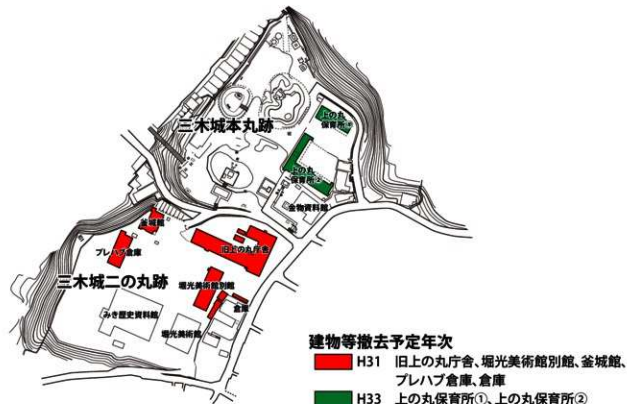 上の丸
保育所①
三木城本丸跡
上の丸
保育所②
金物資料館
釜城館
プレハブ倉庫
旧上の丸庁舎
三木城二の丸跡
堀光美術館別館
倉庫
みき歴史資料館
堀光美術館
建物等撤去予定年次
H31 旧上の丸庁舎、堀光美術館別館、釜城館、
プレハブ倉庫、倉庫
H33 上の丸保育所①、上の丸保育所②